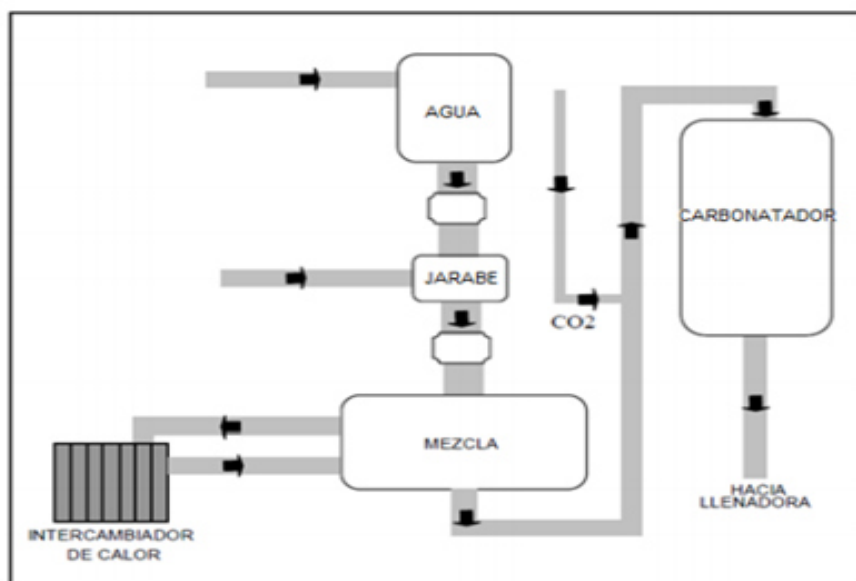 AGUA
CARBONATADOR
JARABE
CO2
MEZCLA
INTERCAMBIADOR
DE CALOR
HACIA
LLENADORA